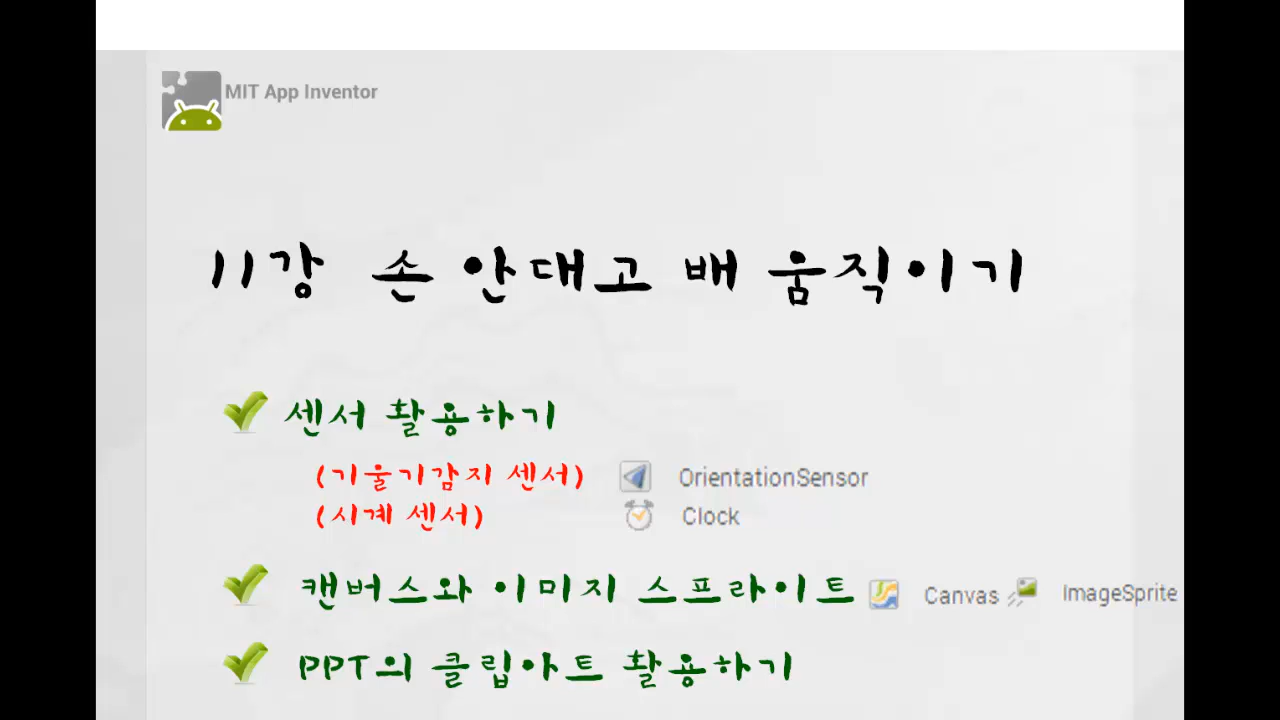 MIT App Inventor
11강 손 안대고 배 움직이기
센서 활용하기
(기울기감지 센서) OrientationSensor
(시계 센서) Clock
캔버스와 이미지 스프라이트 Canvas ImageSprite
PPT의 클립아트 활용하기